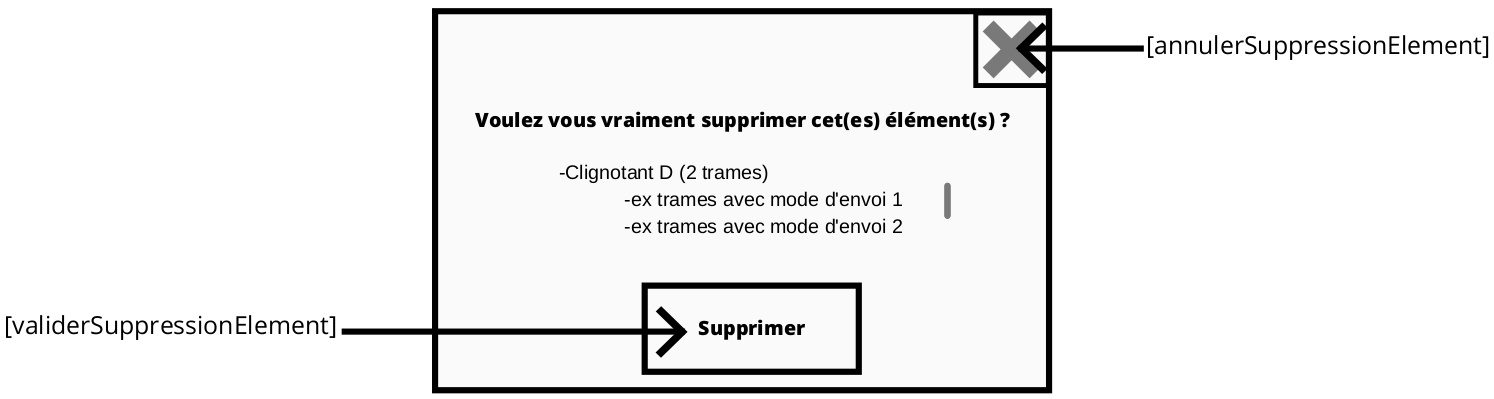 [annulerSuppressionElement]
Voulez vous vraiment supprimer cet(es) élément(s) ?
-Clignotant D (2 trames)
-ex trames avec mode d'envoi 1
-ex trames avec mode d'envoi 2
[validerSuppressionElement]
Supprimer